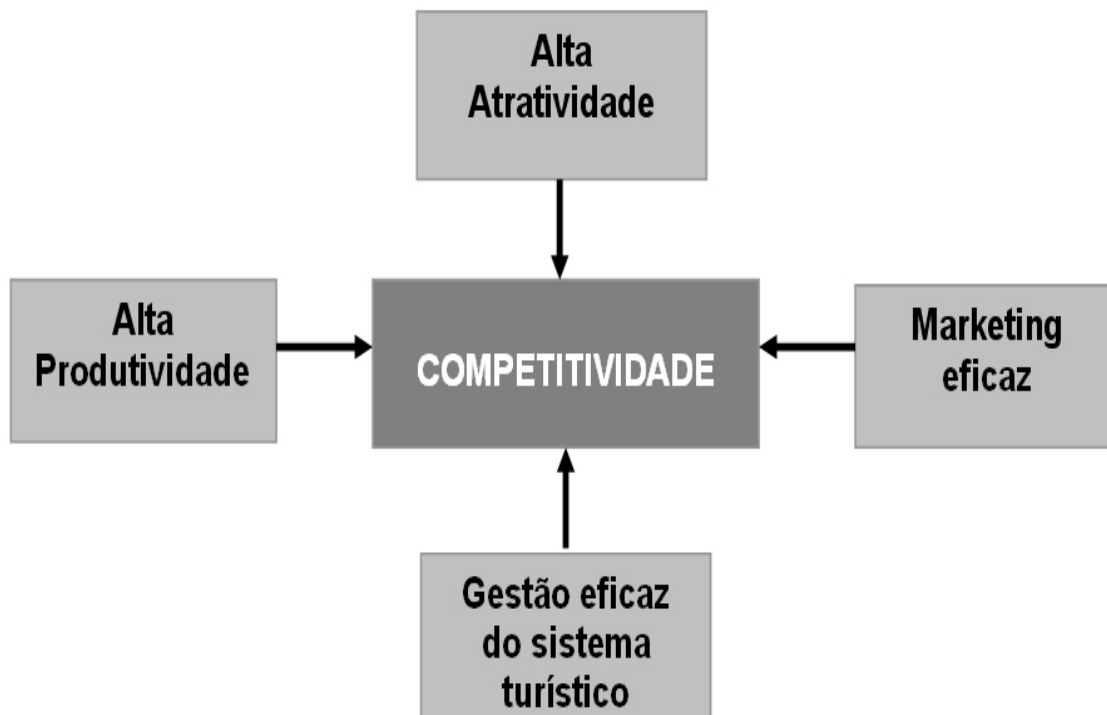 Alta
Atratividade
Alta
Produtividade
COMPETITIVIDADE
Marketing
eficaz
Gestão eficaz
do sistema
turístico